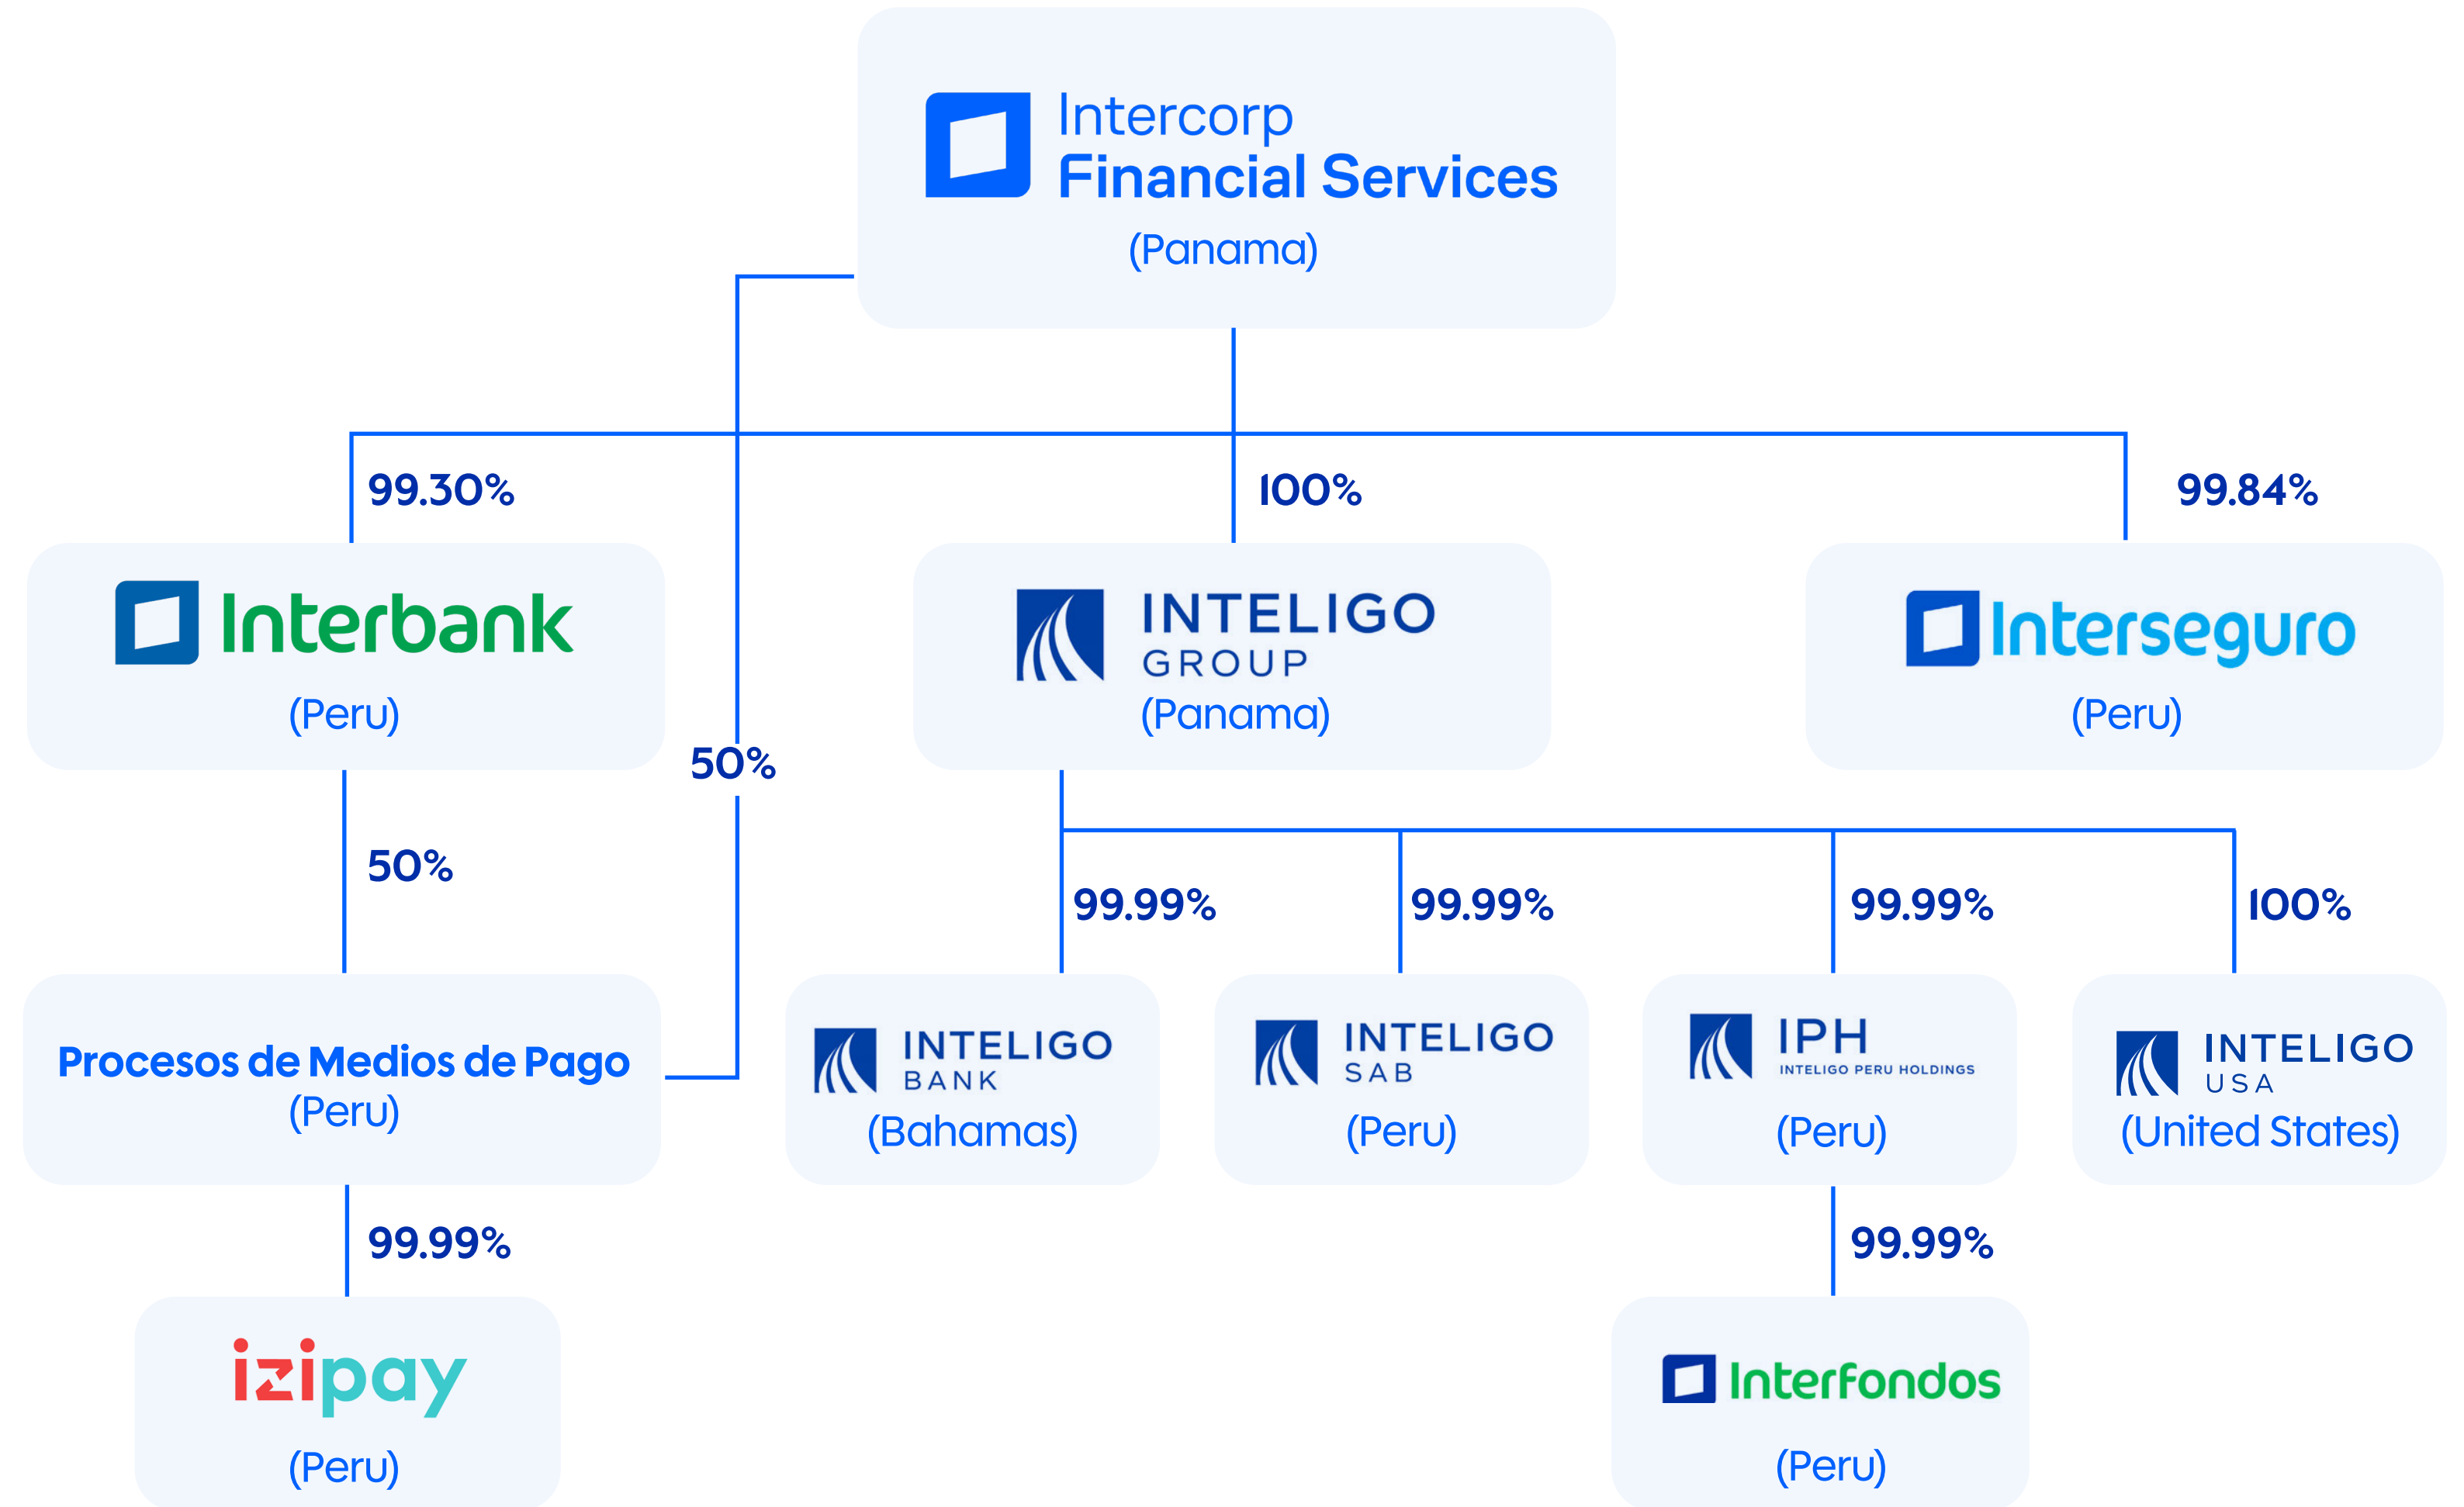 Intercorp
Financial Services
(Panama)
99.30%
100%
99.84%
Interbank
(Peru)
INTELIGO
GROUP
(Panama)
Interseguro
(Peru)
50%
50%
99.99%
99.99%
99.99%
100%
Procesos de Medios de Pago
(Peru)
INTELIGO
BANK
(Bahamas)
INTELIGO
SAB
(Peru)
IPH
INTELIGO PERU HOLDINGS
(Peru)
INTELIGO
USA
(United States)
99.99%
99.99%
izipay
(Peru)
Interfondos
(Peru)